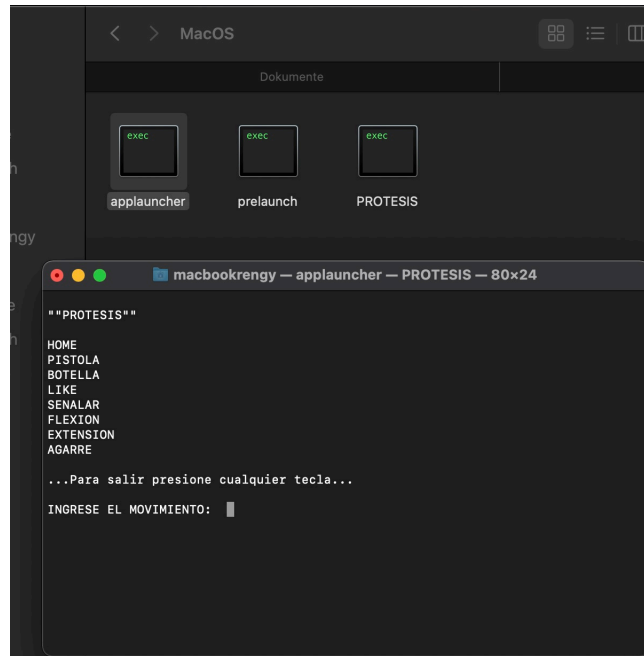 MacOS
Dokumente
exec
exec
exec
applauncher
prelaunch
PROTESIS
ngy
macbookrengy — applauncher — PROTESIS — 80×24
""PROTESIS""
HOME
PISTOLA
BOTELLA
LIKE
SENALAR
FLEXION
EXTENSION
AGARRE
...Para salir presione cualquier tecla...
INGRESE EL MOVIMIENTO: